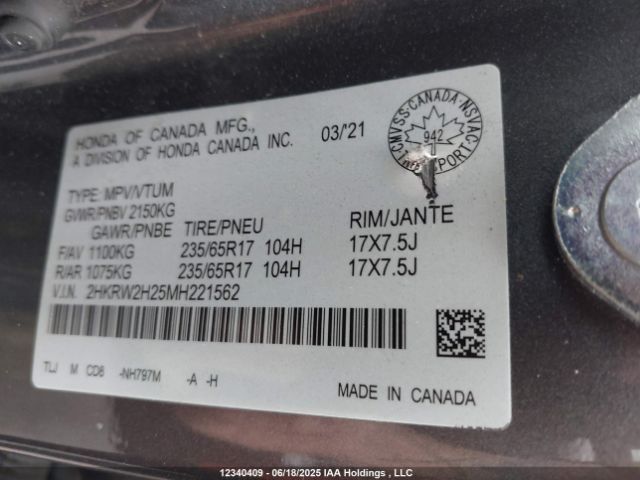 HONDA OF CANADA MFG.,
A DIVISION OF HONDA CANADA INC. 03/'21
CMVSS-CANADA-NSVAC
942
TYPE: MPV/VTUM
GVWR/PNBV 2150KG
GAWR/PNBE TIRE/PNEU RIM/JANTE
F/AV 1100KG 235/65R17 104H 17X7.5J
R/AR 1075KG 235/65R17 104H 17X7.5J
V.I.N. 2HKRW2H25MH221562
TLJ M CD6 -NH797M -A -H
MADE IN CANADA
12340409 - 06/18/2025 IAA Holdings , LLC